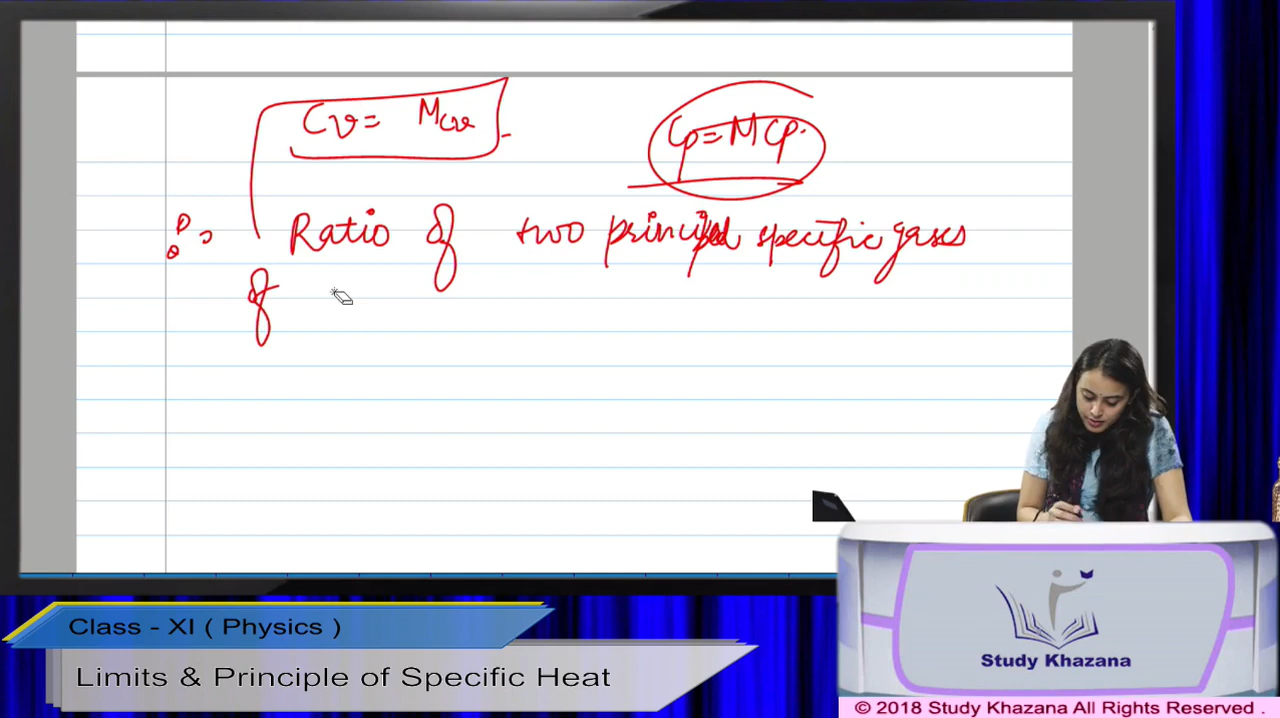 Cv = Mcv
Cp = MCp.
Ratio of two principal specific gases
of
Study Khazana
Class - XI ( Physics )
Limits & Principle of Specific Heat
© 2018 Study Khazana All Rights Reserved .